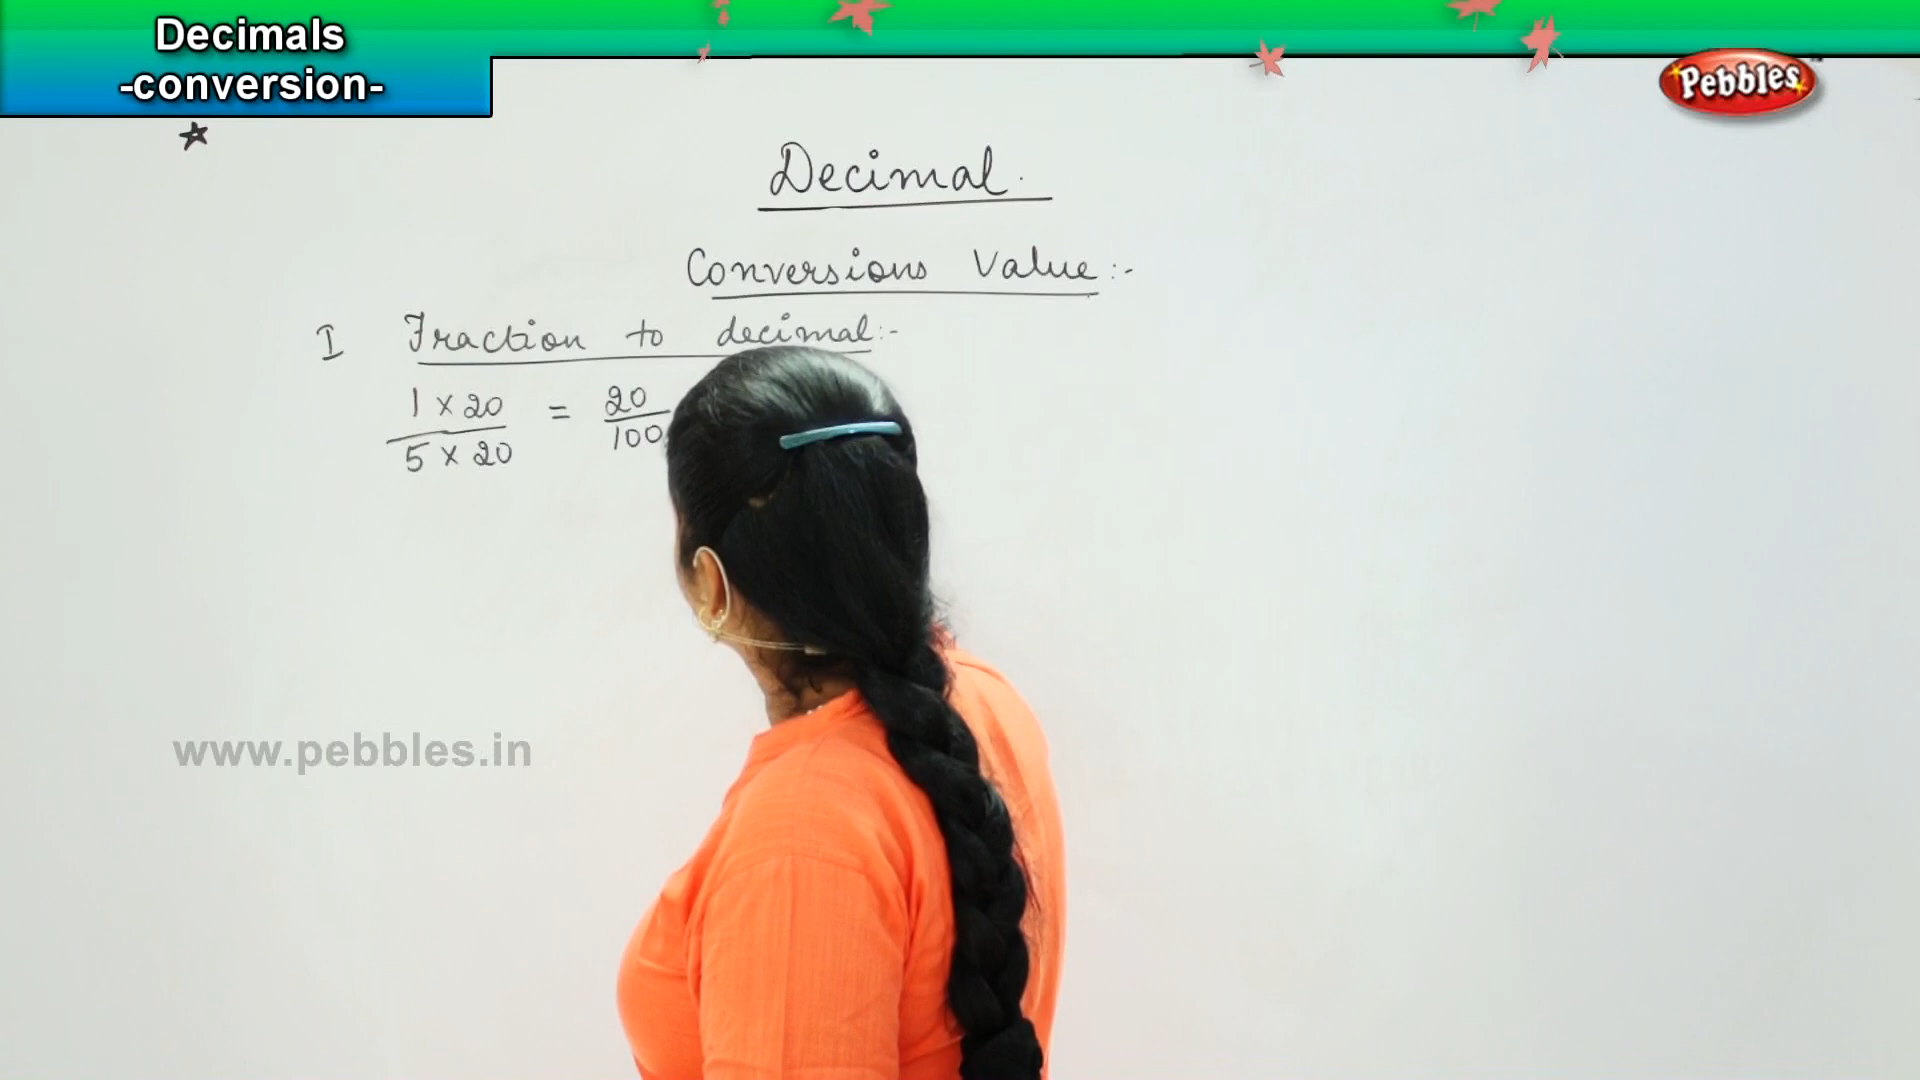 Decimals
-conversion-
Pebbles
Decimal.
Conversions Value:-
I Fraction to decimal:-
1 x 20 = 20
5 x 20 100
www.pebbles.in